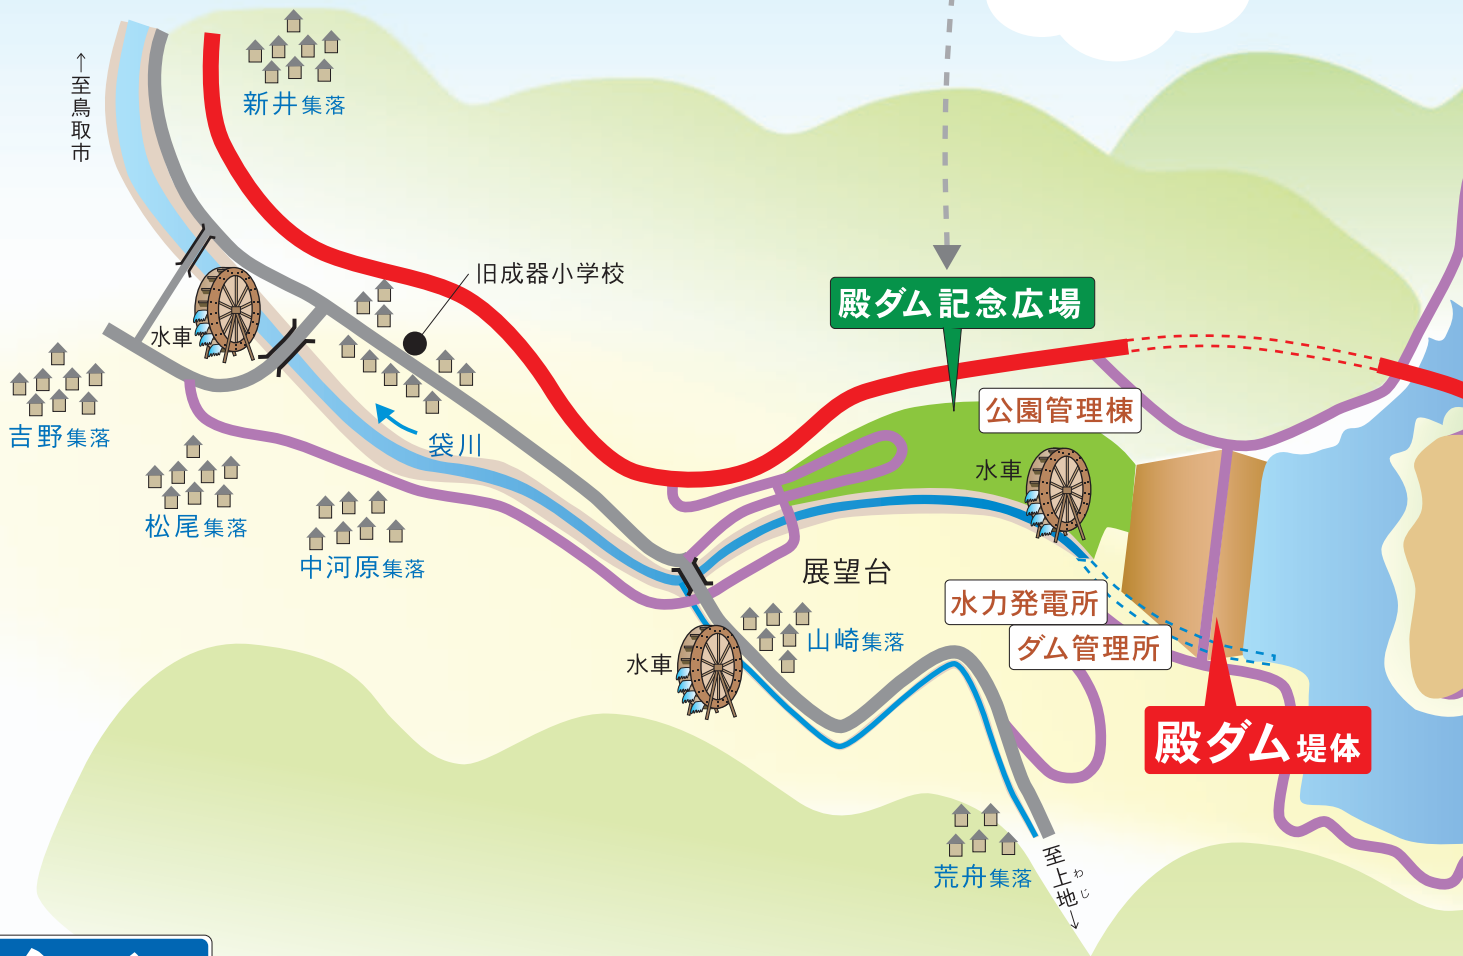 ↑至鳥取市
新井集落
旧成器小学校
殿ダム記念広場
水車
公園管理棟
吉野集落
袋川
水車
松尾集落
中河原集落
展望台
水力発電所
山崎集落
ダム管理所
水車
殿ダム堤体
荒舟集落
至上地↓
わじ